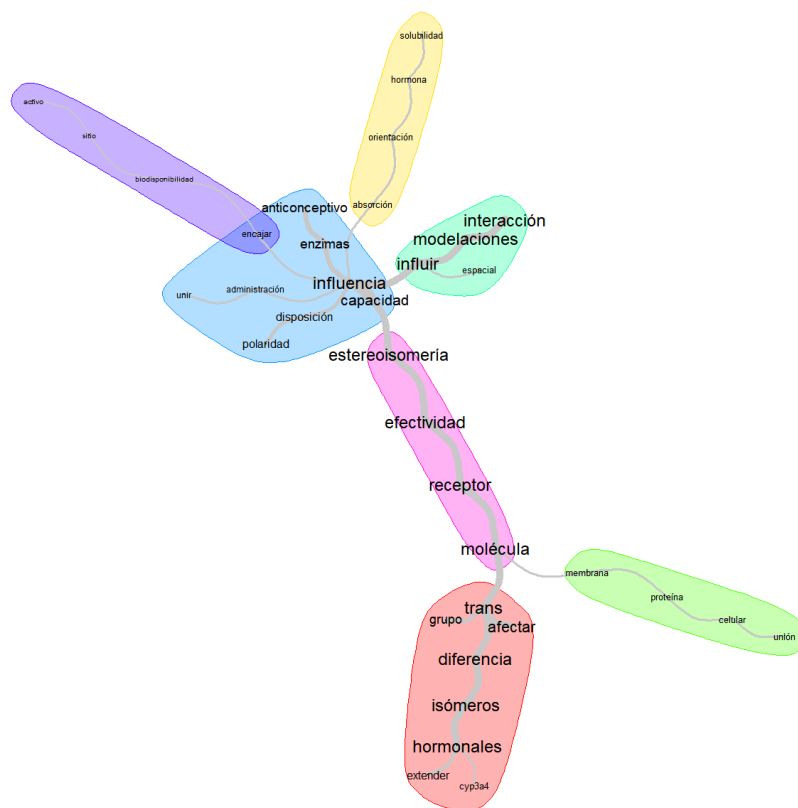 solubilidad
hormona
activo
sitio
orientación
biodisponibilidad
absorción
anticonceptivo
interacción
encajar
modelaciones
enzimas
influir
espacial
influencia
administración
unir
capacidad
disposición
polaridad
estereoisomería
efectividad
receptor
molécula
membrana
proteína
trans
grupo
afectar
celular
unión
diferencia
isómeros
hormonales
extender
cyp3a4